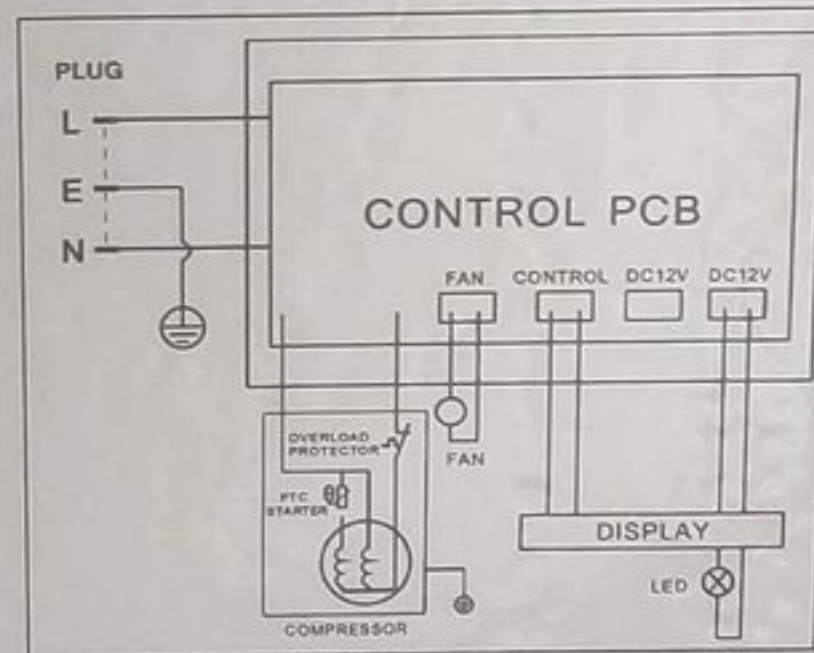 PLUG
L
E
N
CONTROL PCB
FAN
CONTROL
DC12V
DC12V
OVERLOAD
PROTECTOR
FAN
PTC
STARTER
DISPLAY
LED
COMPRESSOR